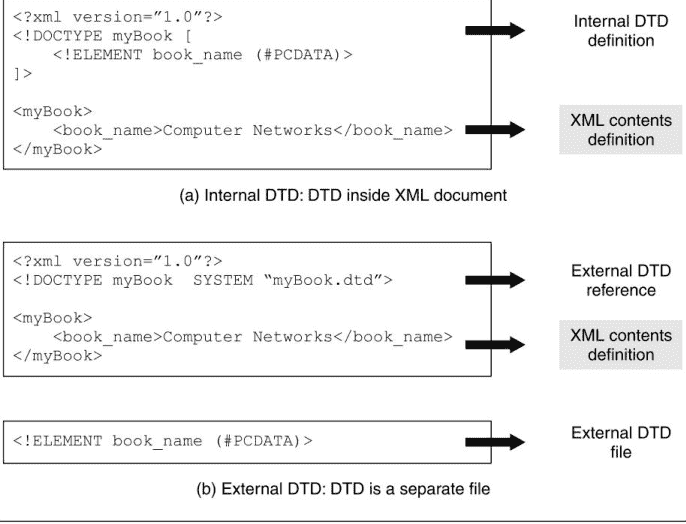 <?xml version=”1.0”?>
<!DOCTYPE myBook [
<!ELEMENT book_name (#PCDATA)>
]>
<myBook>
<book_name>Computer Networks</book_name>
</myBook>
Internal DTD
definition
XML contents
definition
(a) Internal DTD: DTD inside XML document
<?xml version=”1.0”?>
<!DOCTYPE myBook SYSTEM “myBook.dtd”>
<myBook>
<book_name>Computer Networks</book_name>
</myBook>
External DTD
reference
XML contents
definition
<!ELEMENT book_name (#PCDATA)>
External DTD
file
(b) External DTD: DTD is a separate file